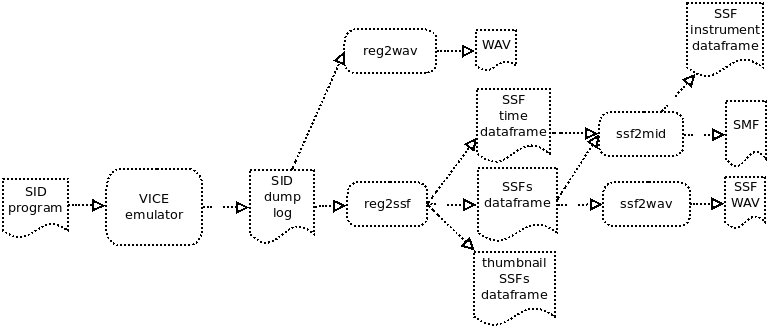 SID
program
VICE
emulator
SID
dump
log
reg2wav
WAV
reg2ssf
SSF
time
dataframe
SSFs
dataframe
thumbnail
SSFs
dataframe
ssf2mid
ssf2wav
SSF
instrument
dataframe
SMF
SSF
WAV